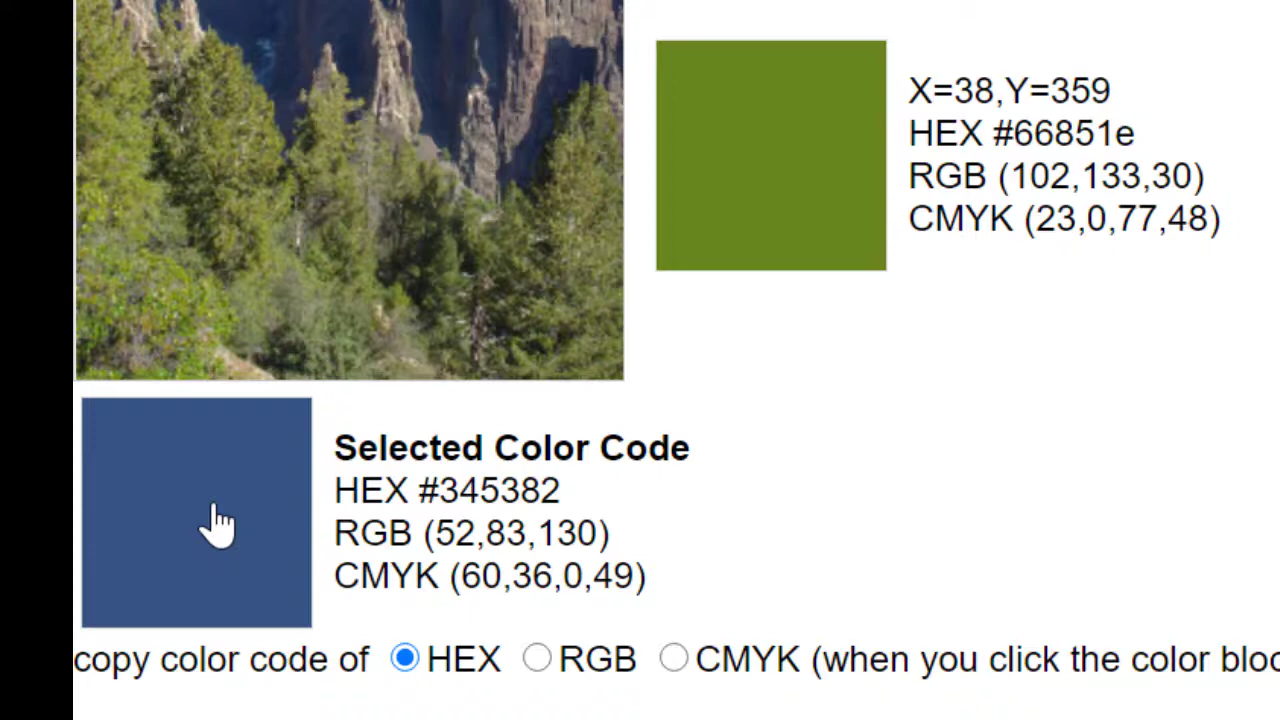 X=38,Y=359
HEX #66851e
RGB (102,133,30)
CMYK (23,0,77,48)
Selected Color Code
HEX #345382
RGB (52,83,130)
CMYK (60,36,0,49)
copy color code of HEX RGB CMYK (when you click the color bloc